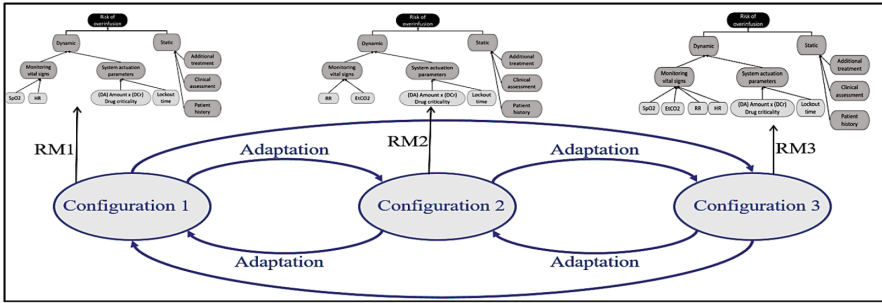 Risk of
overinfusion
Dynamic
Static
Monitoring
vital signs
System actuation
parameters
Additional
treatment
Clinical
assessment
Patient
history
SpO2
HR
(DA) Amount x (DCr)
Drug criticality
Lockout
time
RM1
Risk of
overinfusion
Dynamic
Static
Monitoring
vital signs
System actuation
parameters
Additional
treatment
Clinical
assessment
Patient
history
RR
EtCO2
(DA) Amount x (DCr)
Drug criticality
Lockout
time
RM2
Risk of
overinfusion
Dynamic
Static
Monitoring
vital signs
System actuation
parameters
Additional
treatment
Clinical
assessment
Patient
history
SpO2
EtCO2
RR
HR
(DA) Amount x (DCr)
Drug criticality
Lockout
time
RM3
Adaptation
Adaptation
Configuration 1
Configuration 2
Configuration 3
Adaptation
Adaptation